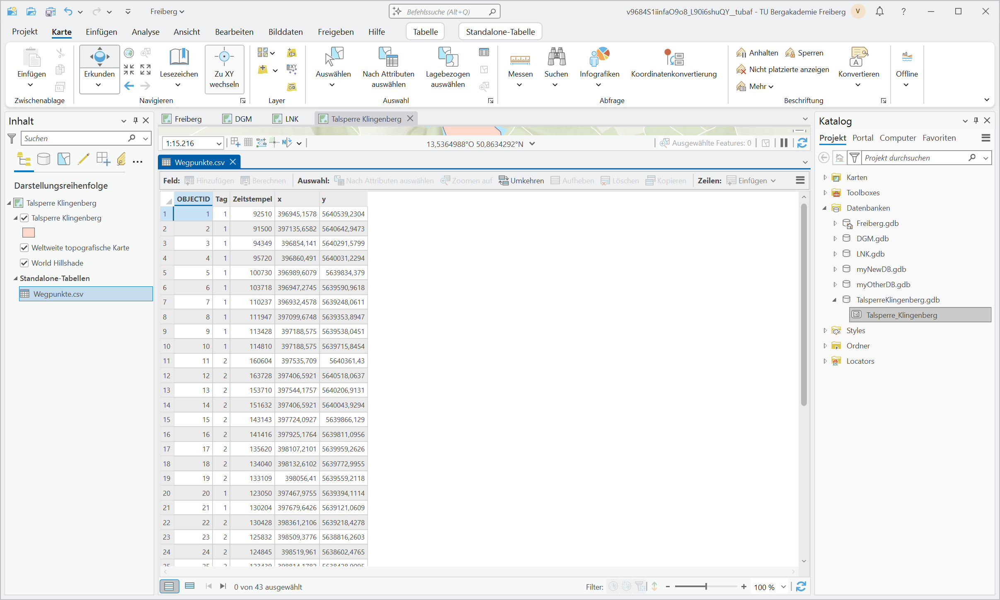 Freiberg
Befehlssuche (Alt+Q)
v9684S1iinfaO9o8_L90i6shuQY__tubaf - TU Bergakademie Freiberg
V
?
Projekt
Karte
Einfügen
Analyse
Ansicht
Bearbeiten
Bilddaten
Freigeben
Hilfe
Tabelle
Standalone-Tabelle
Einfügen
Zwischenablage
Erkunden
Lesezeichen
Zu XY
wechseln
Navigieren
XY
Layer
Auswählen
Nach Attributen
auswählen
Lagebezogen
auswählen
Auswahl
Messen
Suchen
Infografiken
Koordinatenkonvertierung
Abfrage
Anhalten
Sperren
Nicht platzierte anzeigen
Mehr
A
Konvertieren
Beschriftung
Offline
Inhalt
Suchen
Darstellungsreihenfolge
Talsperre Klingenberg
Talsperre Klingenberg
Weltweite topografische Karte
World Hillshade
Standalone-Tabellen
Wegpunkte.csv
Freiberg
DGM
LNK
Talsperre Klingenberg
1:15.216
N
13,5364988°O 50,8634292°N
Ausgewählte Features: 0
Wegpunkte.csv
Feld:
Hinzufügen
Berechnen
Auswahl:
Nach Attributen auswählen
Zoomen auf
Umkehren
Aufheben
Löschen
Kopieren
Zeilen:
Einfügen
OBJECTID Tag Zeitstempel x y
1 1 1 92510 396945,1578 5640539,2304
2 2 1 91500 397135,6582 5640642,9473
3 3 1 94349 396854,141 5640291,5799
4 4 1 95720 396860,491 5640031,2294
5 5 1 100730 396989,6079 5639834,379
6 6 1 103718 396947,2745 5639590,9618
7 7 1 110237 396932,4578 5639248,0611
8 8 1 111947 397099,6748 5639353,8947
9 9 1 113428 397188,575 5639538,0451
10 10 1 114810 397188,575 5639715,8454
11 11 2 160604 397535,709 5640361,43
12 12 2 163728 397406,5921 5640518,0637
13 13 2 153710 397544,1757 5640206,9131
14 14 2 151632 397406,5921 5640043,9294
15 15 2 143143 397724,0927 5639866,129
16 16 2 141416 397925,1764 5639811,0956
17 17 2 135620 398107,2101 5639959,2626
18 18 2 134040 398132,6102 5639772,9955
19 19 2 133109 398056,41 5639559,2118
20 20 1 123050 397467,9755 5639394,1114
21 21 1 130204 397679,6426 5639121,0609
22 22 2 130428 398361,2106 5639218,4278
23 23 2 125832 398509,3776 5638816,2603
24 24 2 124845 398519,961 5638602,4765
25 25 2 123439 398814,1782 5638428,9095
0 von 43 ausgewählt
Filter:
100 %
Katalog
Projekt
Portal
Computer
Favoriten
Projekt durchsuchen
Karten
Toolboxes
Datenbanken
Freiberg.gdb
DGM.gdb
LNK.gdb
myNewDB.gdb
myOtherDB.gdb
TalsperreKlingenberg.gdb
Talsperre_Klingenberg
Styles
Ordner
Locators